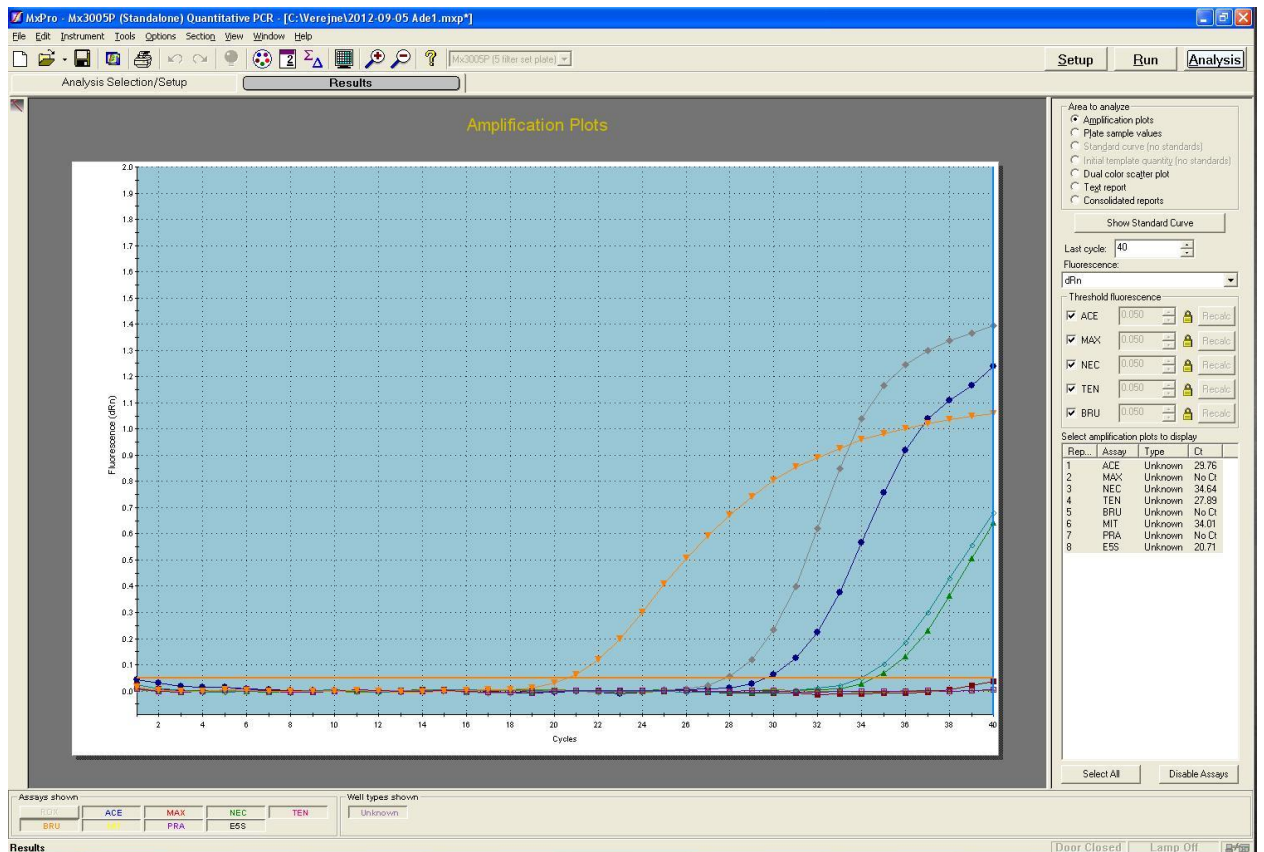 MxPro - Mx3005P (Standalone) Quantitative PCR - [C:\Verejne\2012-09-05 Ade1.mxp*]
File Edit Instrument Tools Options Section View Window Help
Mx3005P (5 filter set plate)
Setup Run Analysis
Analysis Selection/Setup Results
Amplification Plots
2.0
1.9
1.8
1.7
1.6
1.5
1.4
1.3
1.2
1.1
1.0
0.9
0.8
0.7
0.6
0.5
0.4
0.3
0.2
0.1
0.0
Fluorescence (dRn)
2 4 6 8 10 12 14 16 18 20 22 24 26 28 30 32 34 36 38 40
Cycles
Area to analyze
Amplification plots
Plate sample values
Standard curve (no standards)
Initial template quantity (no standards)
Dual color scatter plot
Text report
Consolidated reports
Show Standard Curve
Last cycle: 40
Fluorescence:
dRn
Threshold fluorescence
ACE 0.050 Recalc
MAX 0.050 Recalc
NEC 0.050 Recalc
TEN 0.050 Recalc
BRU 0.050 Recalc
Select amplification plots to display
Rep... Assay Type Ct
1 ACE Unknown 29.76
2 MAX Unknown No Ct
3 NEC Unknown 34.64
4 TEN Unknown 27.89
5 BRU Unknown No Ct
6 MIT Unknown 34.01
7 PRA Unknown No Ct
8 E5S Unknown 20.71
Select All Disable Assays
Assays shown
ROX ACE MAX NEC TEN
BRU MIT PRA E5S
Well types shown
Unknown
Results
Door Closed Lamp Off